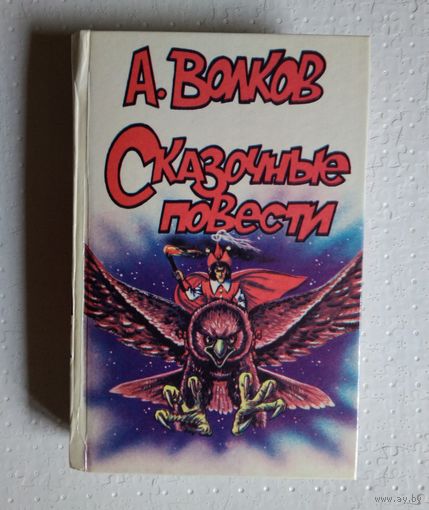 А. Волков
Сказочные
повести
www.ay.by